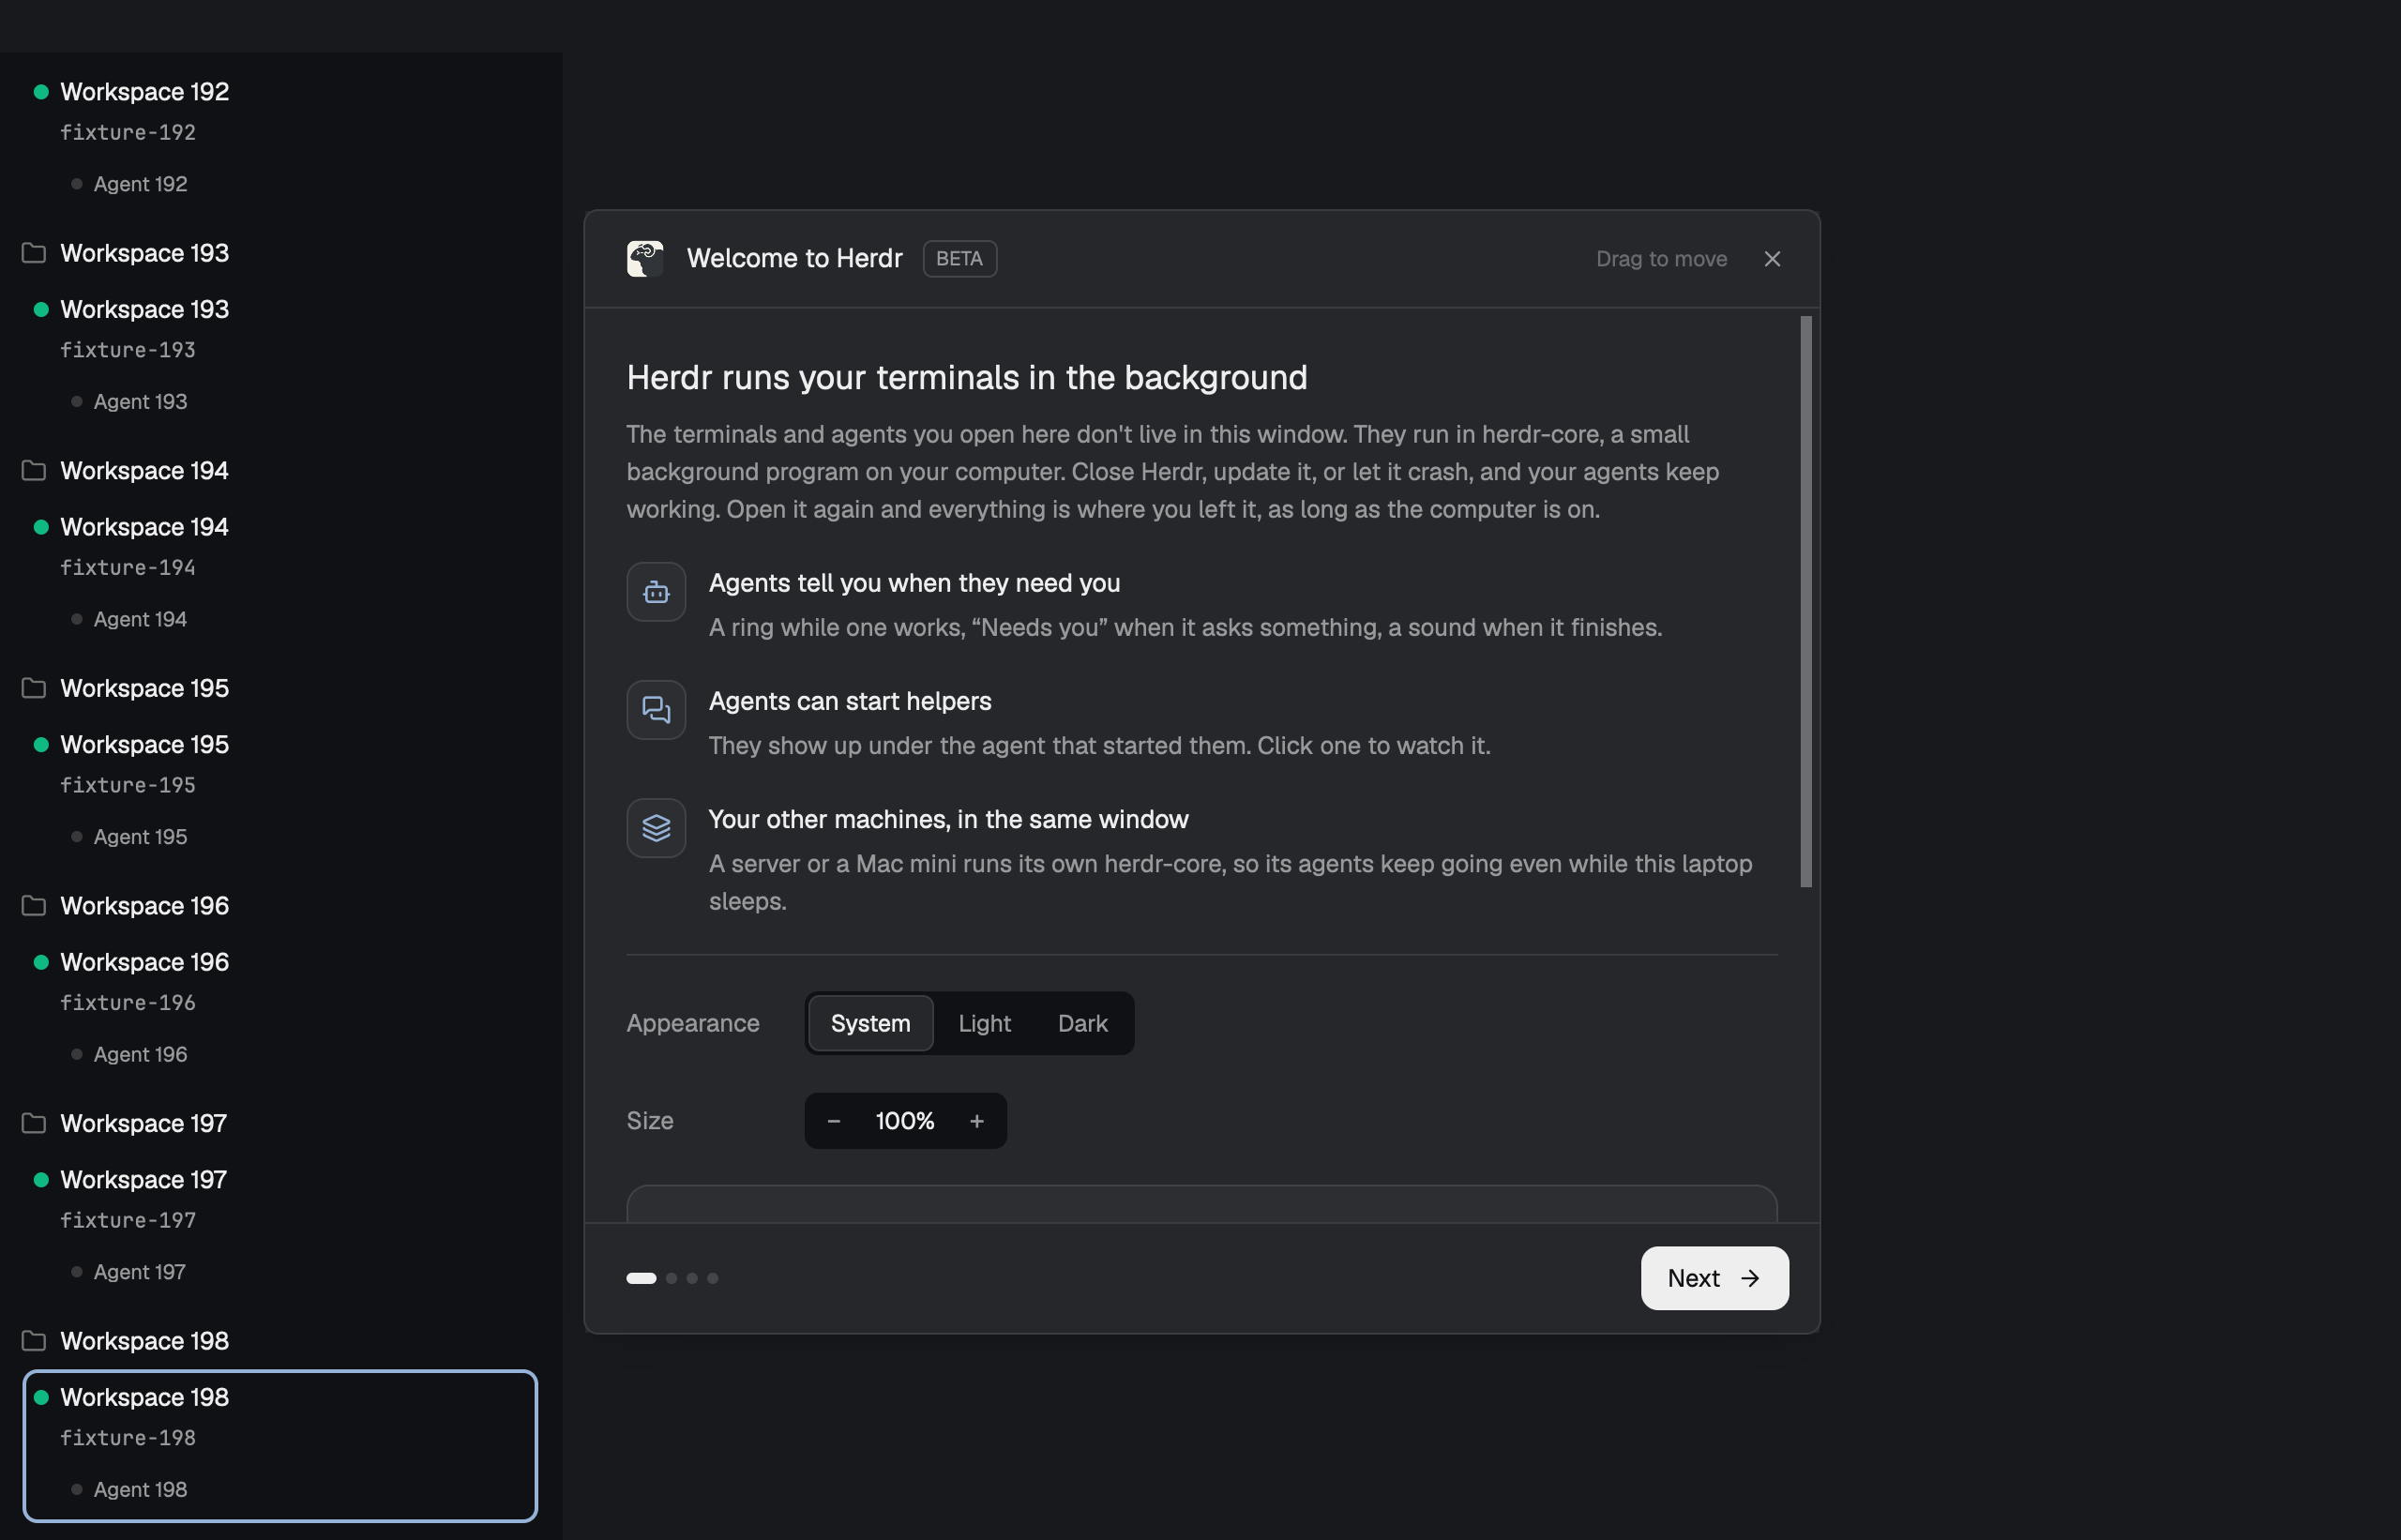 Workspace 192
fixture-192
Agent 192
Workspace 193
Workspace 193
fixture-193
Agent 193
Workspace 194
Workspace 194
fixture-194
Agent 194
Workspace 195
Workspace 195
fixture-195
Agent 195
Workspace 196
Workspace 196
fixture-196
Agent 196
Workspace 197
Workspace 197
fixture-197
Agent 197
Workspace 198
Workspace 198
fixture-198
Agent 198
Welcome to Herdr BETA Drag to move
Herdr runs your terminals in the background
The terminals and agents you open here don't live in this window. They run in herdr-core, a small
background program on your computer. Close Herdr, update it, or let it crash, and your agents keep
working. Open it again and everything is where you left it, as long as the computer is on.
Agents tell you when they need you
A ring while one works, “Needs you” when it asks something, a sound when it finishes.
Agents can start helpers
They show up under the agent that started them. Click one to watch it.
Your other machines, in the same window
A server or a Mac mini runs its own herdr-core, so its agents keep going even while this laptop
sleeps.
Appearance System Light Dark
Size − 100% +
Next →